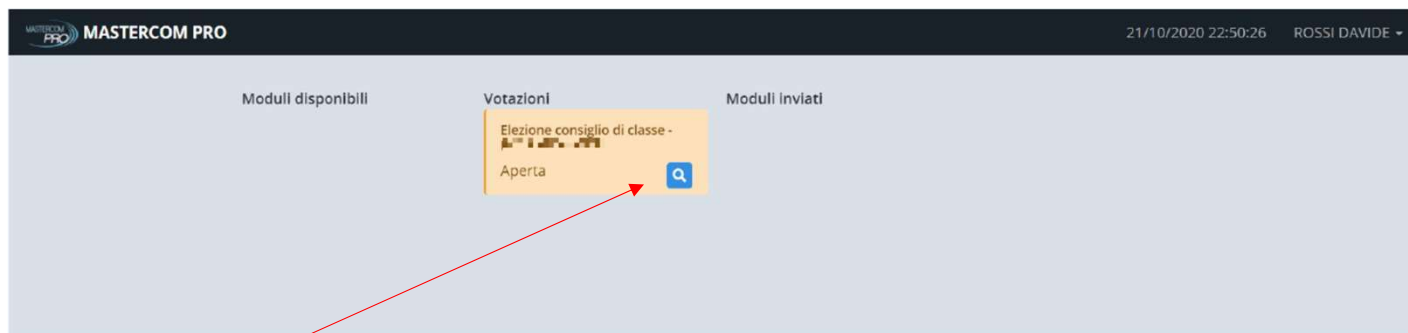 MASTERCOM PRO MASTERCOM PRO
21/10/2020 22:50:26 ROSSI DAVIDE
Moduli disponibili
Votazioni
Moduli inviati
Elezione consiglio di classe -
Aperta